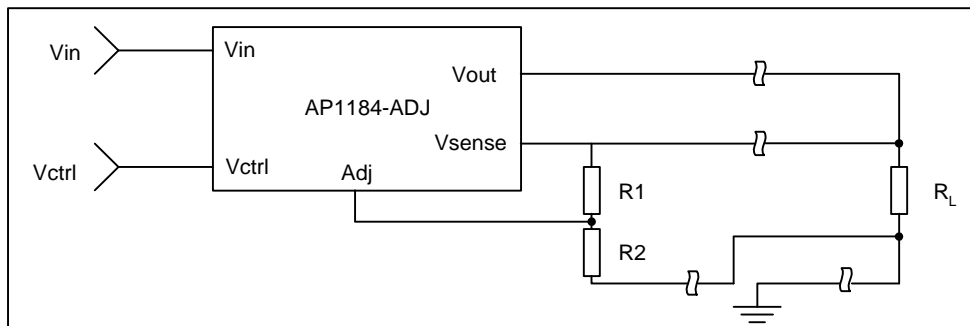 Vin
Vin
Vout
AP1184-ADJ
Vsense
Vctrl
Vctrl
Adj
R1
RL
R2